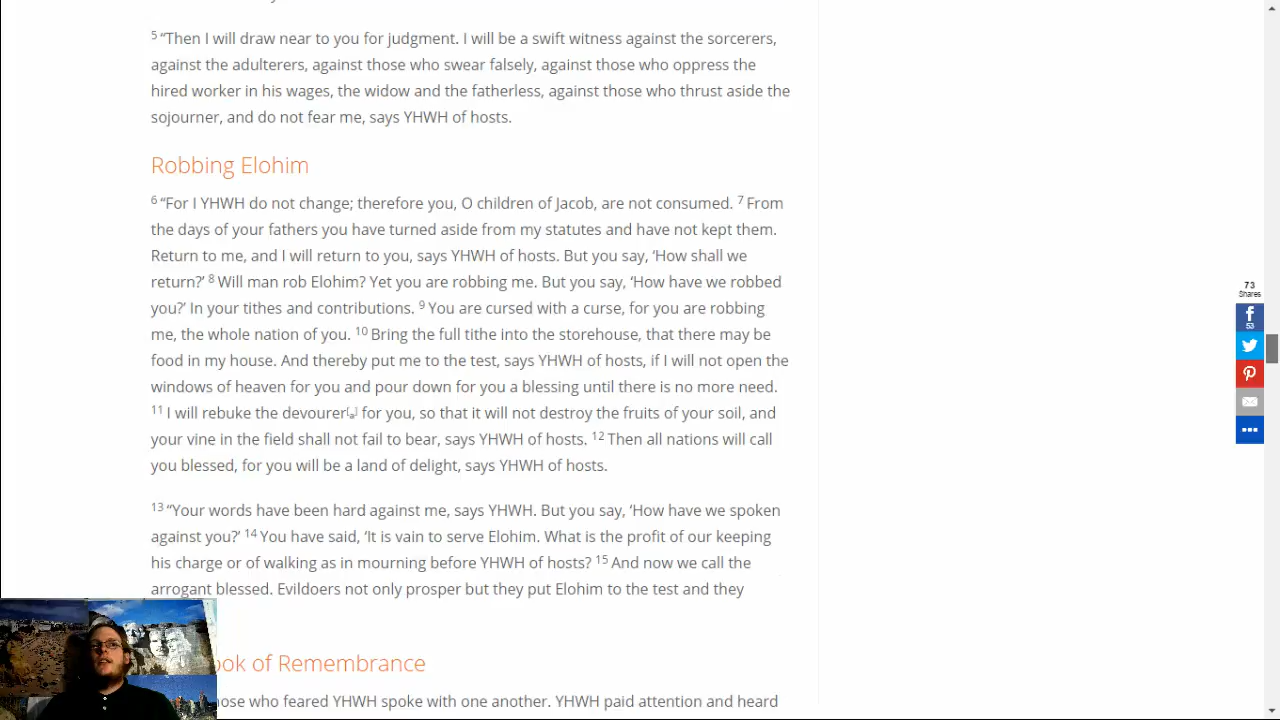 5 “Then I will draw near to you for judgment. I will be a swift witness against the sorcerers,
against the adulterers, against those who swear falsely, against those who oppress the
hired worker in his wages, the widow and the fatherless, against those who thrust aside the
sojourner, and do not fear me, says YHWH of hosts.
Robbing Elohim
6 “For I YHWH do not change; therefore you, O children of Jacob, are not consumed. 7 From
the days of your fathers you have turned aside from my statutes and have not kept them.
Return to me, and I will return to you, says YHWH of hosts. But you say, ‘How shall we
return?’ 8 Will man rob Elohim? Yet you are robbing me. But you say, ‘How have we robbed
you?’ In your tithes and contributions. 9 You are cursed with a curse, for you are robbing
me, the whole nation of you. 10 Bring the full tithe into the storehouse, that there may be
food in my house. And thereby put me to the test, says YHWH of hosts, if I will not open the
windows of heaven for you and pour down for you a blessing until there is no more need.
11 I will rebuke the devourer[a] for you, so that it will not destroy the fruits of your soil, and
your vine in the field shall not fail to bear, says YHWH of hosts. 12 Then all nations will call
you blessed, for you will be a land of delight, says YHWH of hosts.
13 “Your words have been hard against me, says YHWH. But you say, ‘How have we spoken
against you?’ 14 You have said, ‘It is vain to serve Elohim. What is the profit of our keeping
his charge or of walking as in mourning before YHWH of hosts? 15 And now we call the
arrogant blessed. Evildoers not only prosper but they put Elohim to the test and they
ook of Remembrance
ose who feared YHWH spoke with one another. YHWH paid attention and heard
73
Shares
53